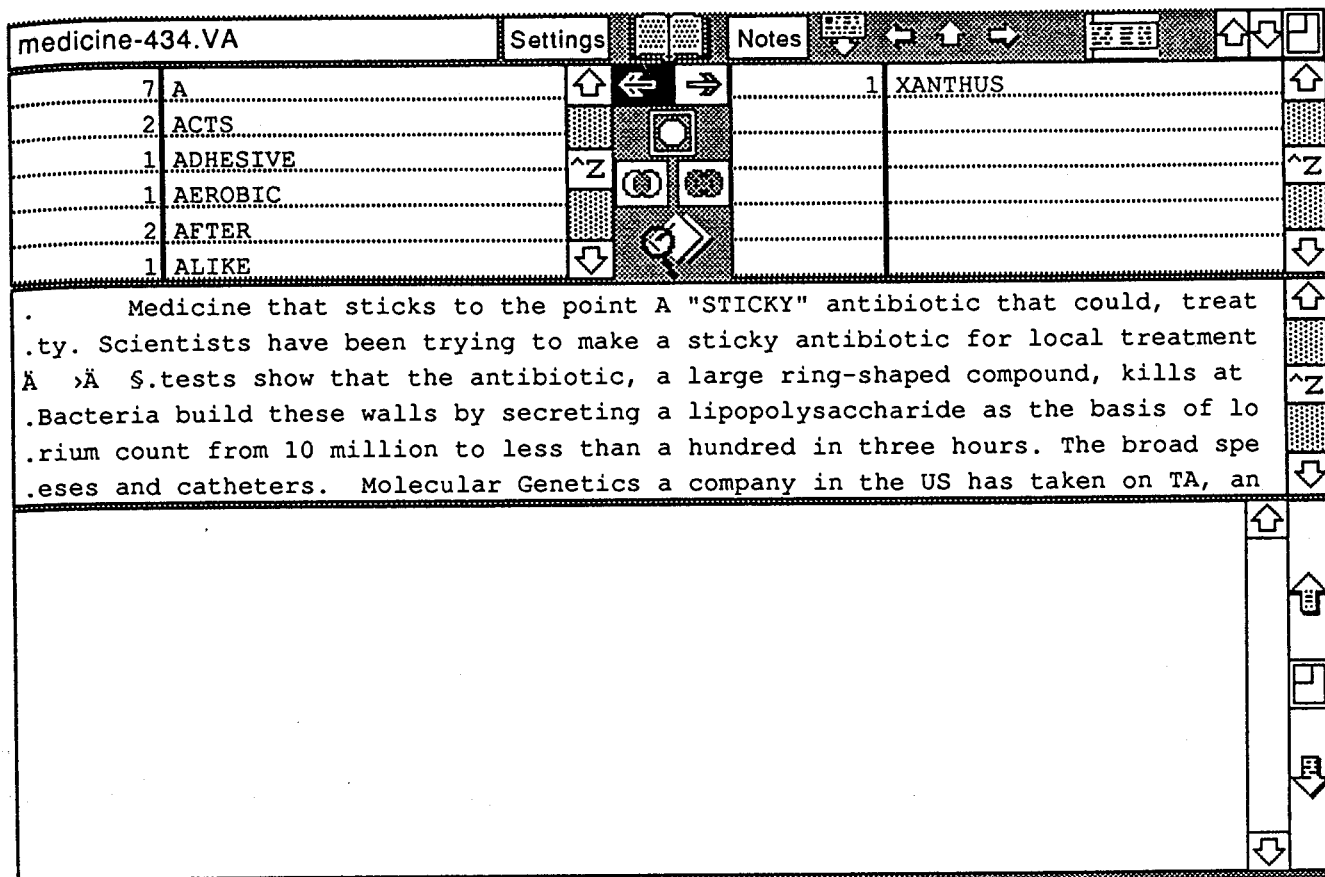 medicine-434.VA Settings Notes
7 A 1 XANTHUS
2 ACTS
1 ADHESIVE ^Z ^Z
1 AEROBIC
2 AFTER
1 ALIKE
. Medicine that sticks to the point A "STICKY" antibiotic that could, treat
.ty. Scientists have been trying to make a sticky antibiotic for local treatment
Ä ›Ä §.tests show that the antibiotic, a large ring-shaped compound, kills at ^Z
.Bacteria build these walls by secreting a lipopolysaccharide as the basis of lo
.rium count from 10 million to less than a hundred in three hours. The broad spe
.eses and catheters. Molecular Genetics a company in the US has taken on TA, an